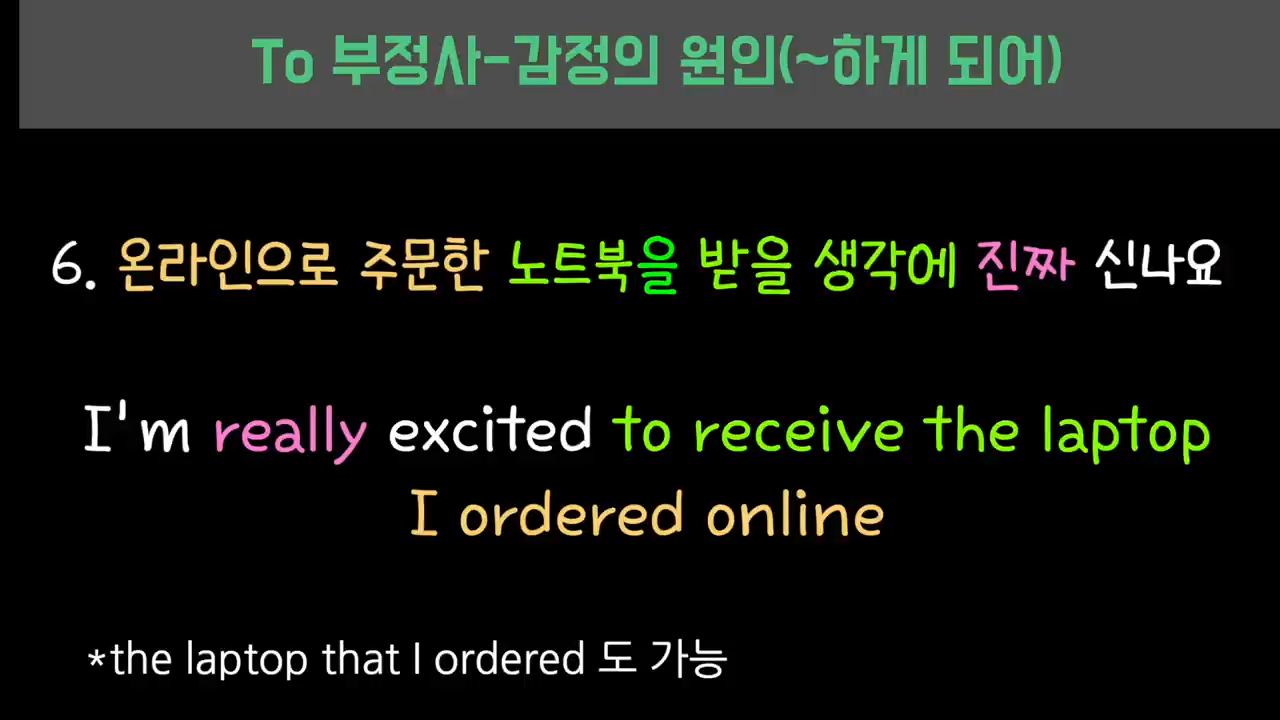 To 부정사-감정의 원인(~하게 되어)
6. 온라인으로 주문한 노트북을 받을 생각에 진짜 신나요
I'm really excited to receive the laptop
I ordered online
*the laptop that I ordered 도 가능